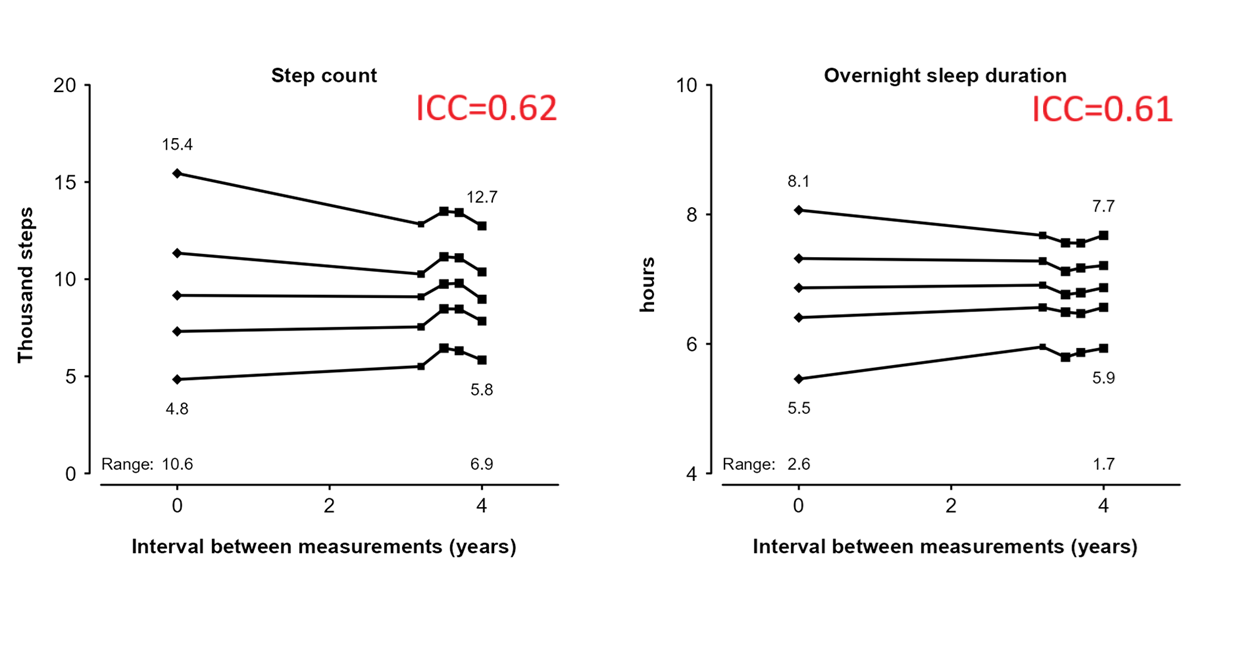 Step count
ICC=0.62
Thousand steps
20
15
10
5
0
15.4
12.7
4.8
5.8
Range: 10.6
6.9
0
2
4
Interval between measurements (years)
Overnight sleep duration
ICC=0.61
hours
10
8
6
4
8.1
7.7
5.5
5.9
Range: 2.6
1.7
0
2
4
Interval between measurements (years)